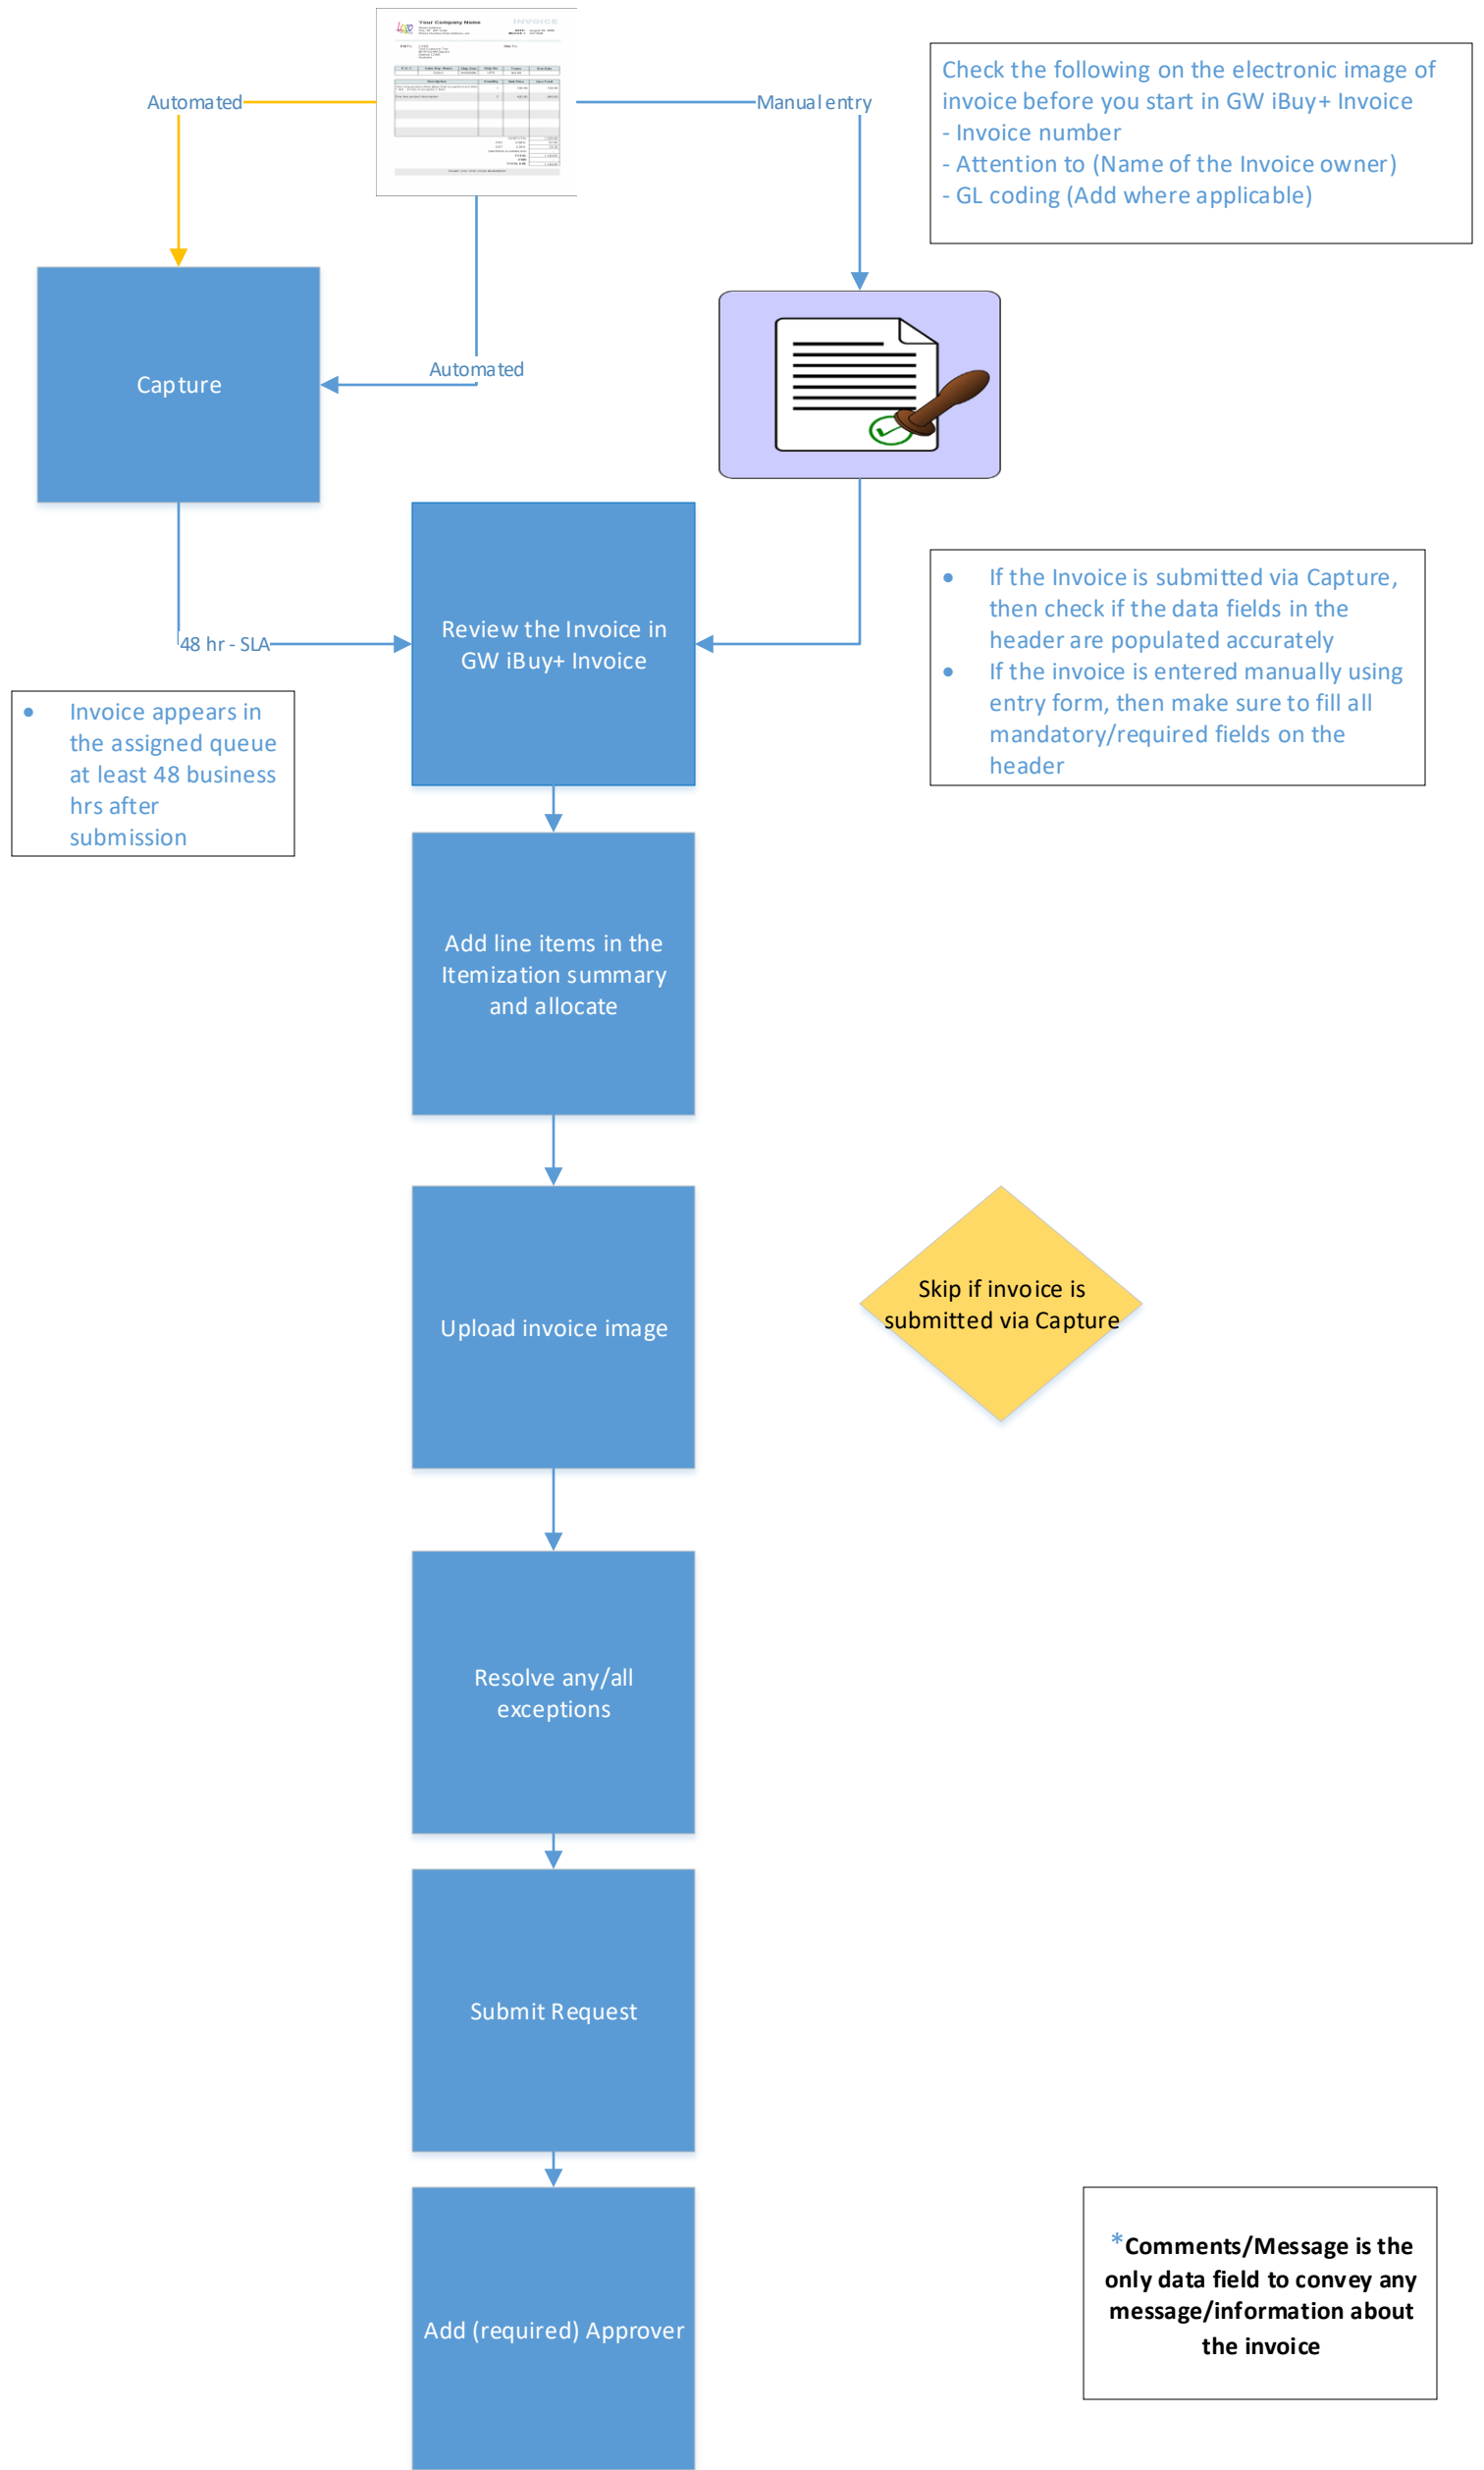 Your Company Name
INVOICE
Automated
Manual entry
Check the following on the electronic image of
invoice before you start in GW iBuy+ Invoice
- Invoice number
- Attention to (Name of the Invoice owner)
- GL coding (Add where applicable)
Automated
Capture
Review the Invoice in
GW iBuy+ Invoice
48 hr - SLA
• If the Invoice is submitted via Capture,
then check if the data fields in the
header are populated accurately
• If the invoice is entered manually using
entry form, then make sure to fill all
mandatory/required fields on the
header
• Invoice appears in
the assigned queue
at least 48 business
hrs after
submission
Add line items in the
Itemization summary
and allocate
Upload invoice image
Skip if invoice is
submitted via Capture
Resolve any/all
exceptions
Submit Request
Add (required) Approver
*Comments/Message is the
only data field to convey any
message/information about
the invoice